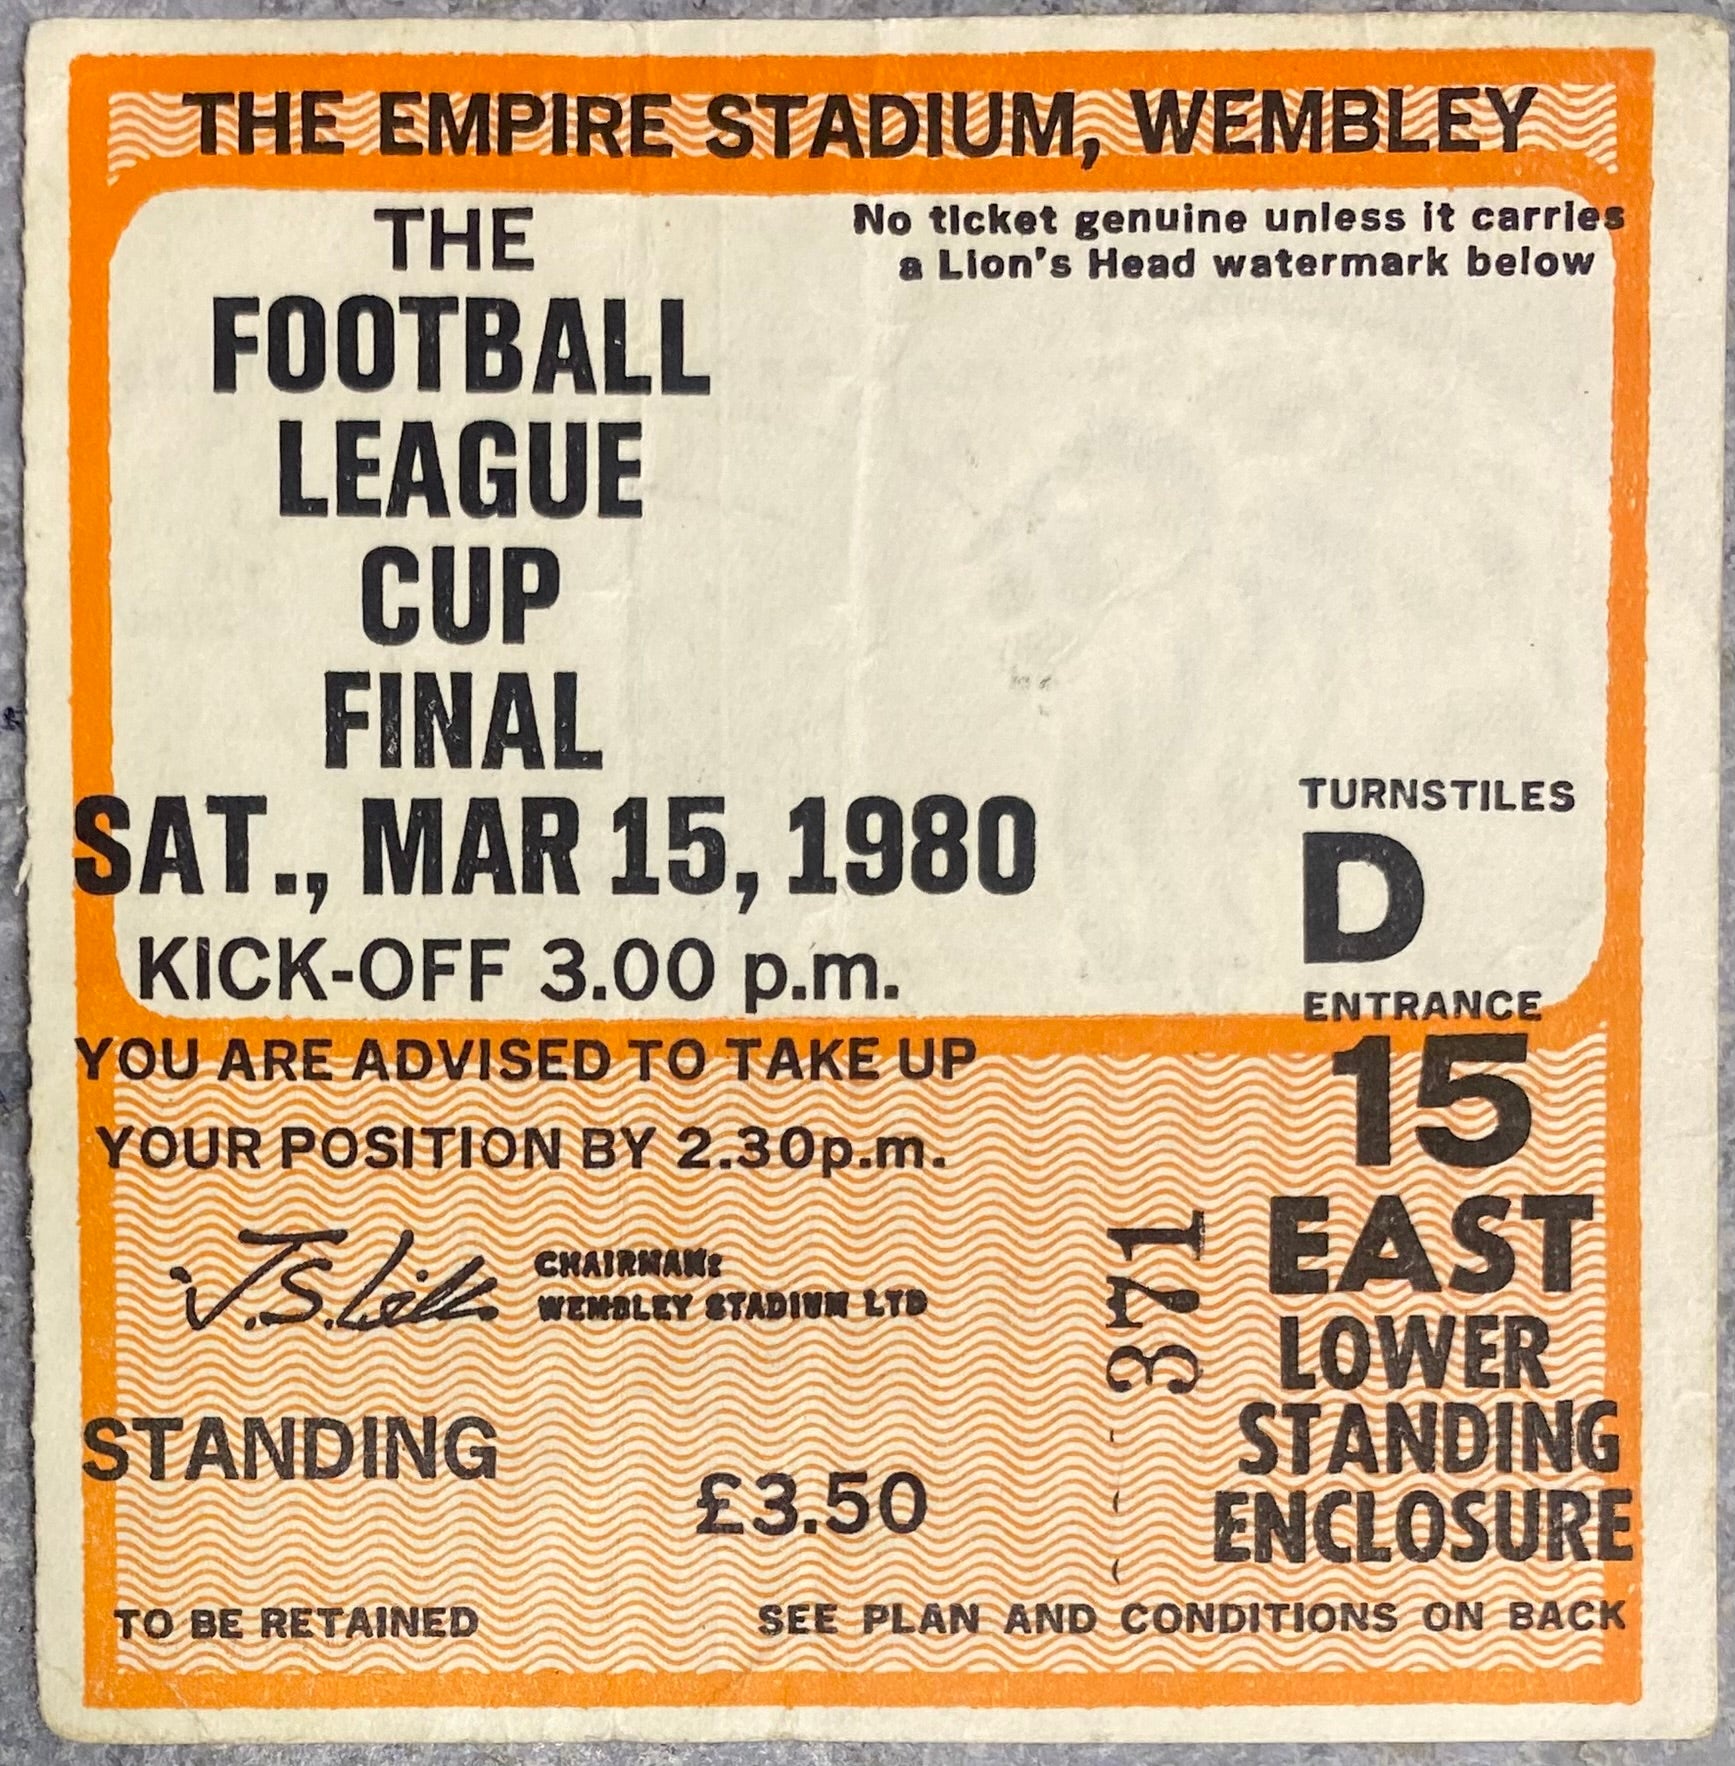 THE EMPIRE STADIUM, WEMBLEY
THE
FOOTBALL
LEAGUE
CUP
FINAL
SAT., MAR 15, 1980
KICK-OFF 3.00 p.m.
No ticket genuine unless it carries
a Lion's Head watermark below
TURNSTILES
D
ENTRANCE
15
EAST
LOWER
STANDING
ENCLOSURE
YOU ARE ADVISED TO TAKE UP
YOUR POSITION BY 2.30p.m.
CHAIRMAN:
WEMBLEY STADIUM LTD
371
STANDING
£3.50
TO BE RETAINED
SEE PLAN AND CONDITIONS ON BACK